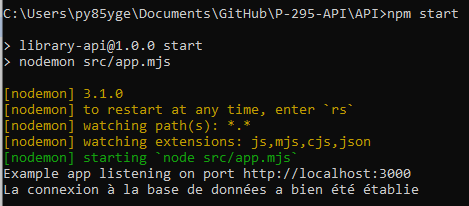 C:\Users\py85yge\Documents\GitHub\P-295-API\API>npm start
> library-api@1.0.0 start
> nodemon src/app.mjs
[nodemon] 3.1.0
[nodemon] to restart at any time, enter `rs`
[nodemon] watching path(s): *.*
[nodemon] watching extensions: js,mjs,cjs,json
[nodemon] starting `node src/app.mjs`
Example app listening on port http://localhost:3000
La connexion à la base de données a bien été établie